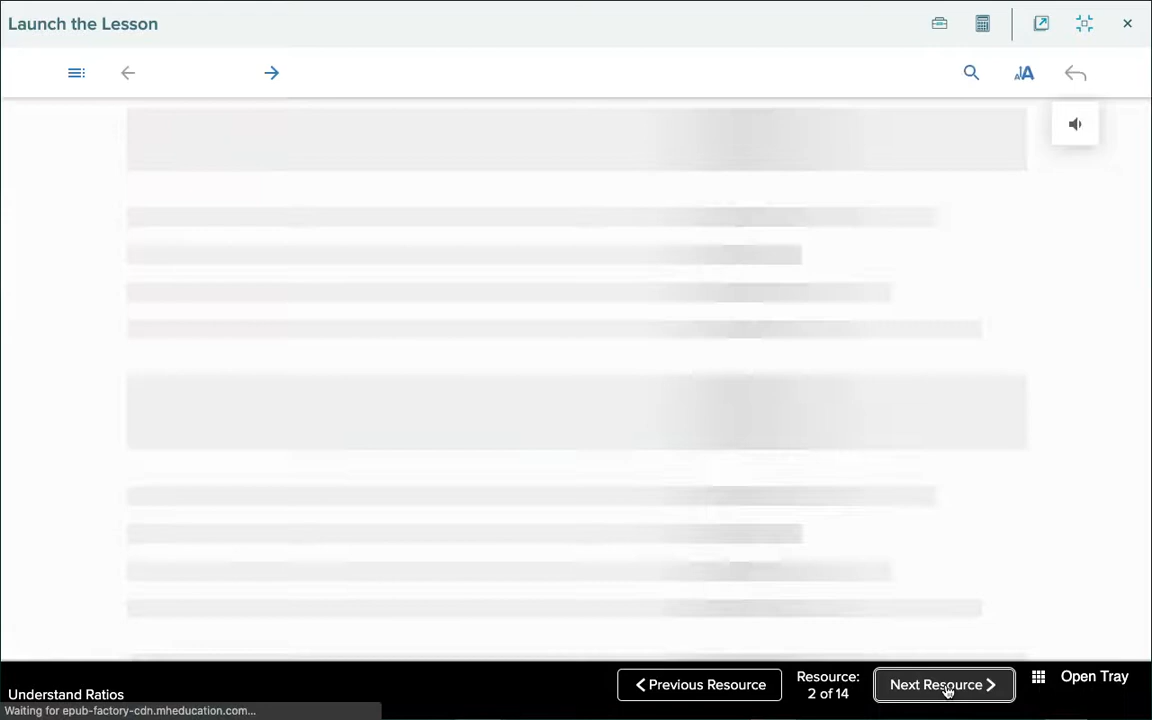 Launch the Lesson
AA
Understand Ratios
Previous Resource
Resource:
2 of 14
Next Resource
Open Tray
Waiting for epub-factory-cdn.mheducation.com...